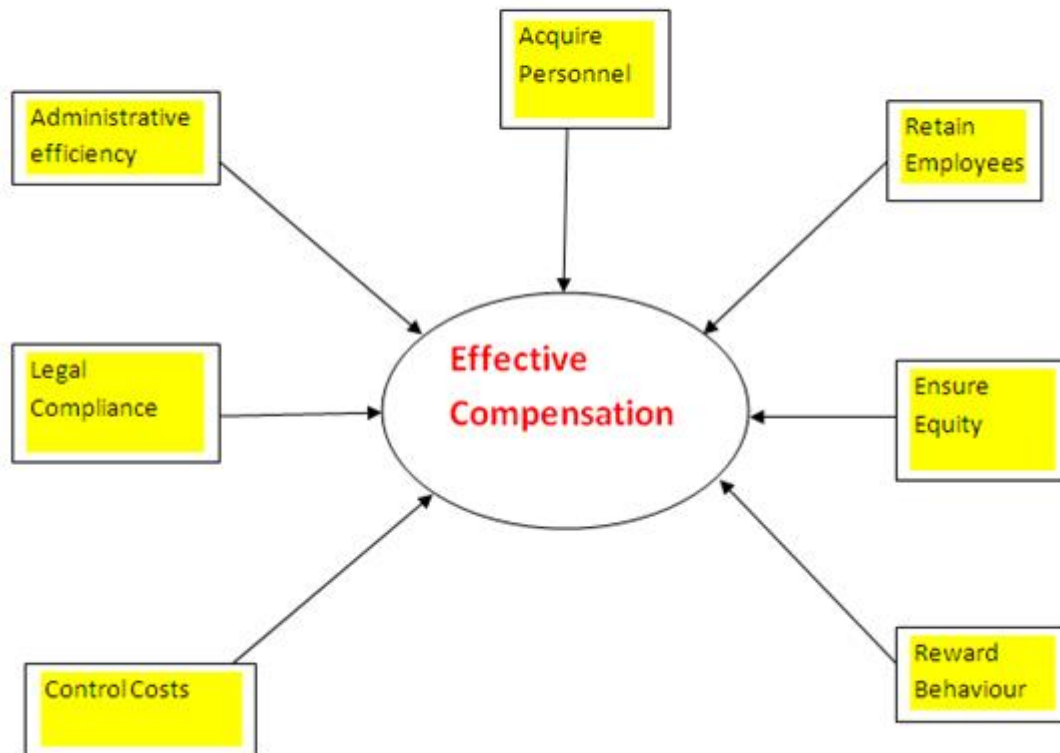 Acquire
Personnel
Administrative
efficiency
Retain
Employees
Effective
Compensation
Legal
Compliance
Ensure
Equity
Control Costs
Reward
Behaviour